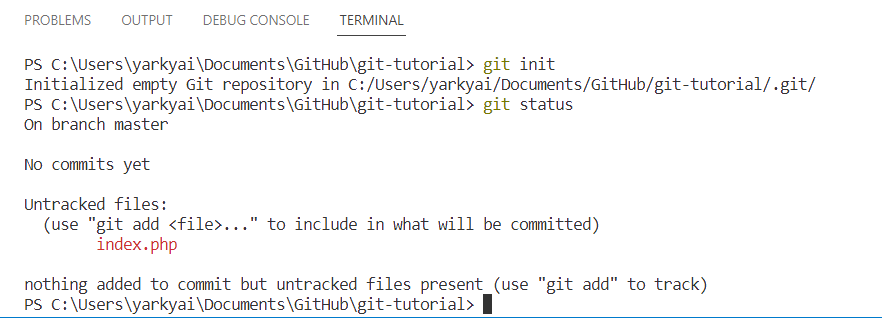 PROBLEMS OUTPUT DEBUG CONSOLE TERMINAL
PS C:\Users\yarkyai\Documents\GitHub\git-tutorial> git init
Initialized empty Git repository in C:/Users/yarkyai/Documents/GitHub/git-tutorial/.git/
PS C:\Users\yarkyai\Documents\GitHub\git-tutorial> git status
On branch master
No commits yet
Untracked files:
(use "git add <file>..." to include in what will be committed)
index.php
nothing added to commit but untracked files present (use "git add" to track)
PS C:\Users\yarkyai\Documents\GitHub\git-tutorial>